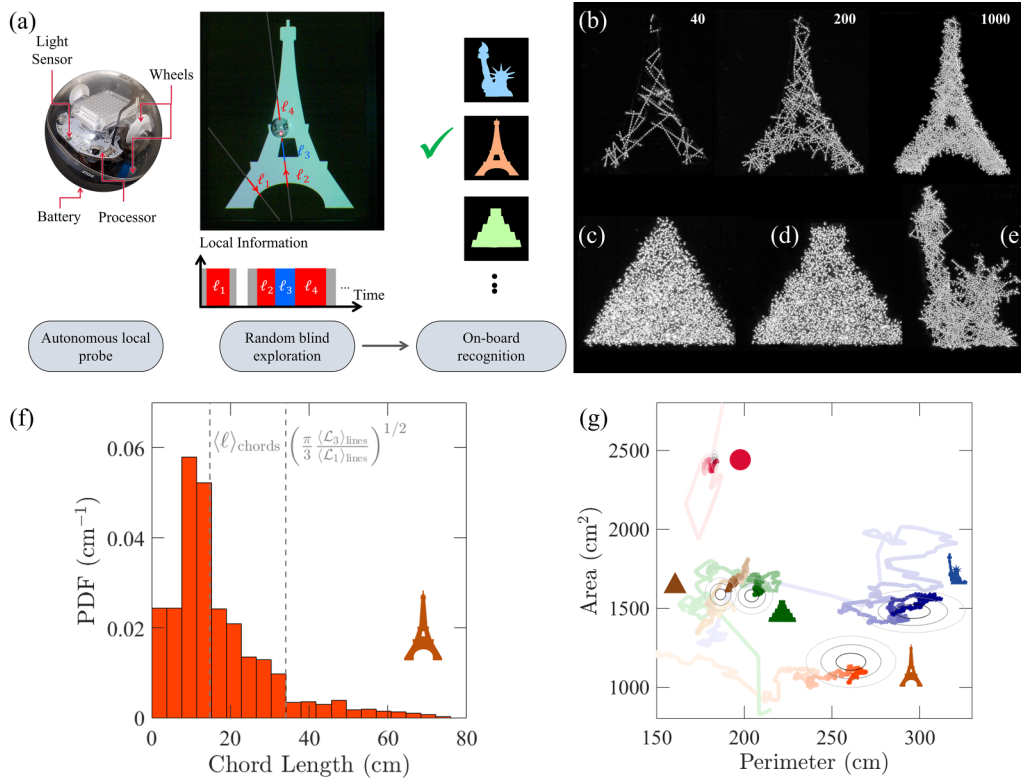 (a)
Light
Sensor
Wheels
Battery
Processor
ℓ₄
ℓ₃
ℓ₁
ℓ₂
Local Information
ℓ₁ ℓ₂ ℓ₃ ℓ₄ ...
Time
Autonomous local
probe
Random blind
exploration
On-board
recognition
(b) 40 200 1000
(c) (d) (e)
(f)
⟨ℓ⟩chords (π/3 ⟨𝓛₃⟩lines/⟨𝓛₁⟩lines)^1/2
PDF (cm⁻¹)
0.06
0.04
0.02
0
0 20 40 60 80
Chord Length (cm)
(g)
Area (cm²)
2500
2000
1500
1000
150 200 250 300
Perimeter (cm)